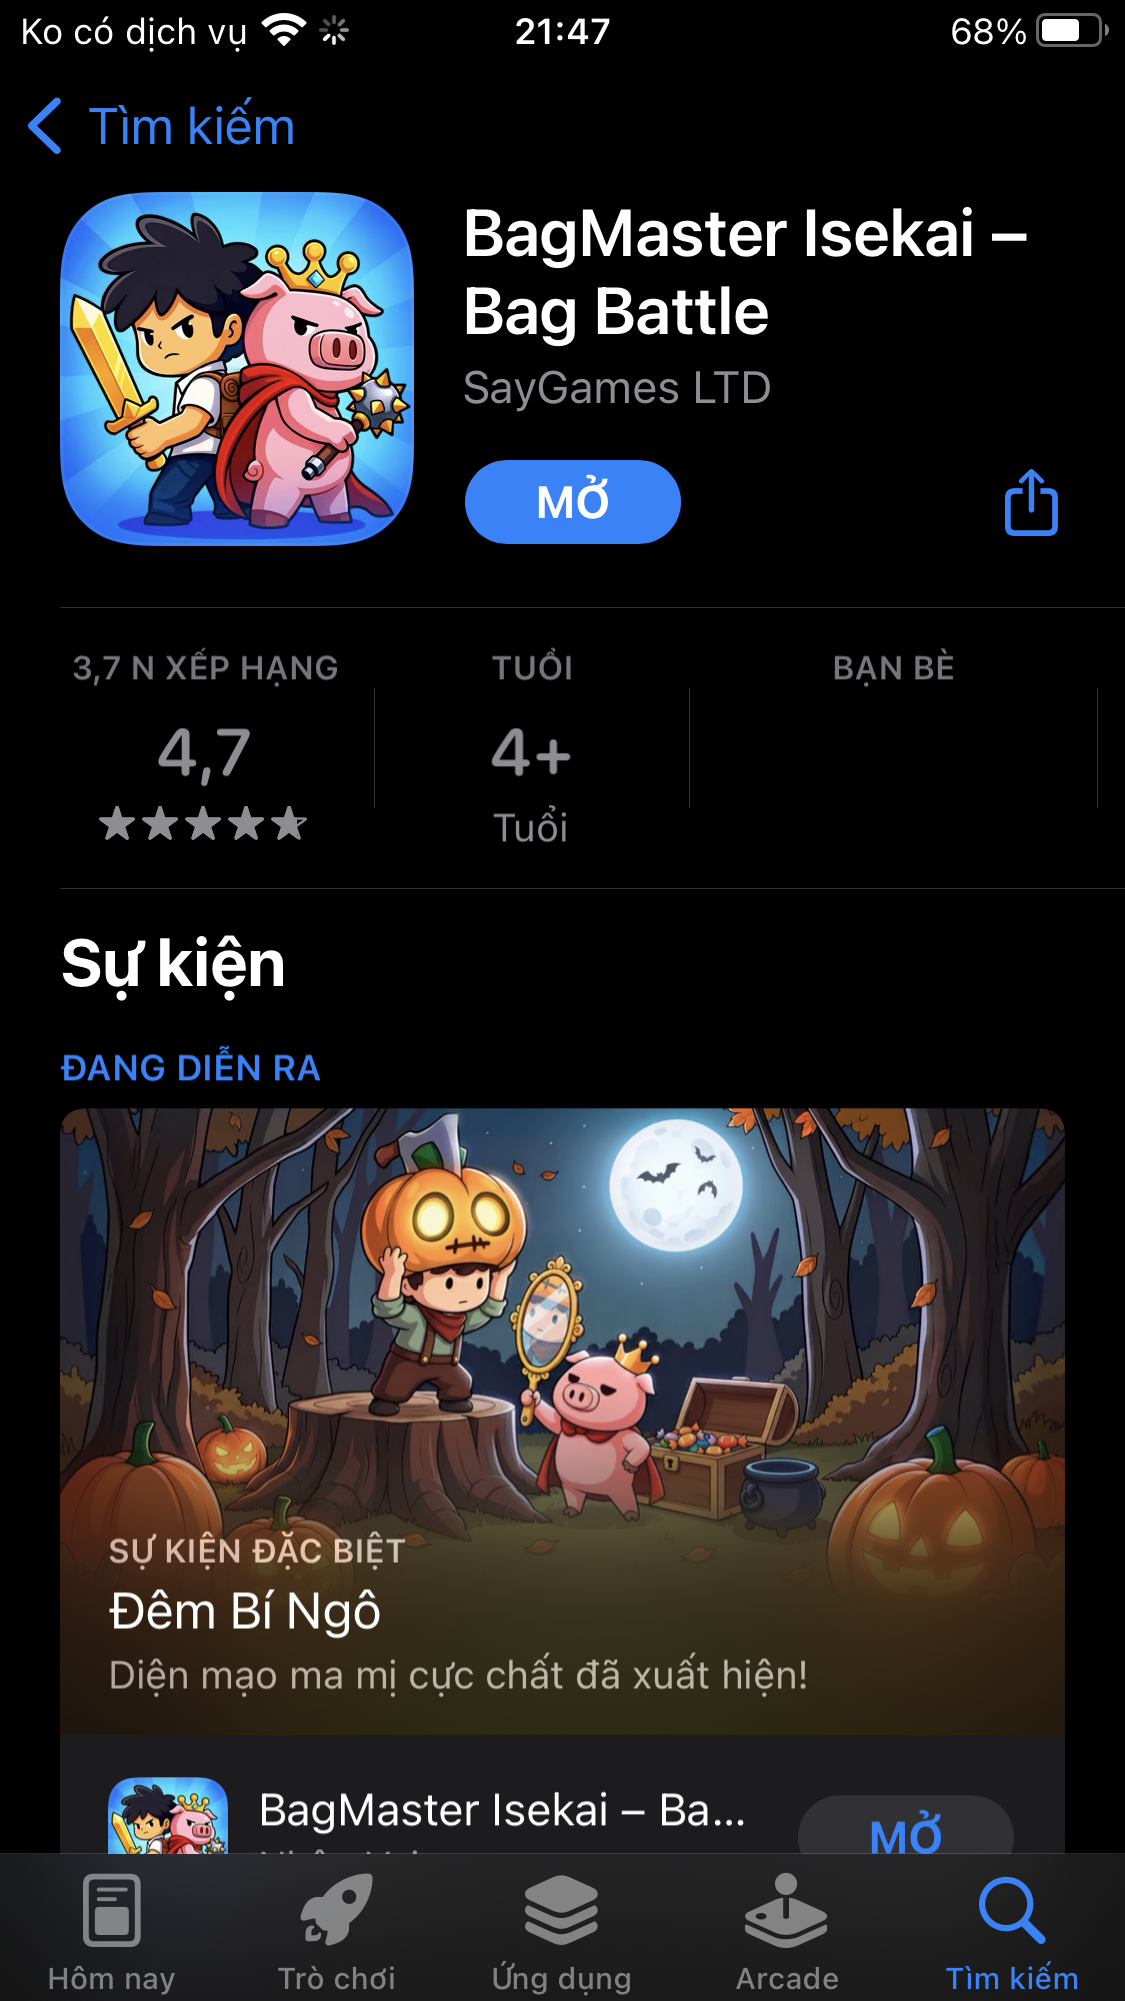 Ko có dịch vụ 21:47 68%
Tìm kiếm
BagMaster Isekai –
Bag Battle
SayGames LTD
MỞ
3,7 N XẾP HẠNG TUỔI BẠN BÈ
4,7 4+
Tuổi
Sự kiện
ĐANG DIỄN RA
SỰ KIỆN ĐẶC BIỆT
Đêm Bí Ngô
Diện mạo ma mị cực chất đã xuất hiện!
BagMaster Isekai – Ba...
MỞ
Hôm nay Trò chơi Ứng dụng Arcade Tìm kiếm